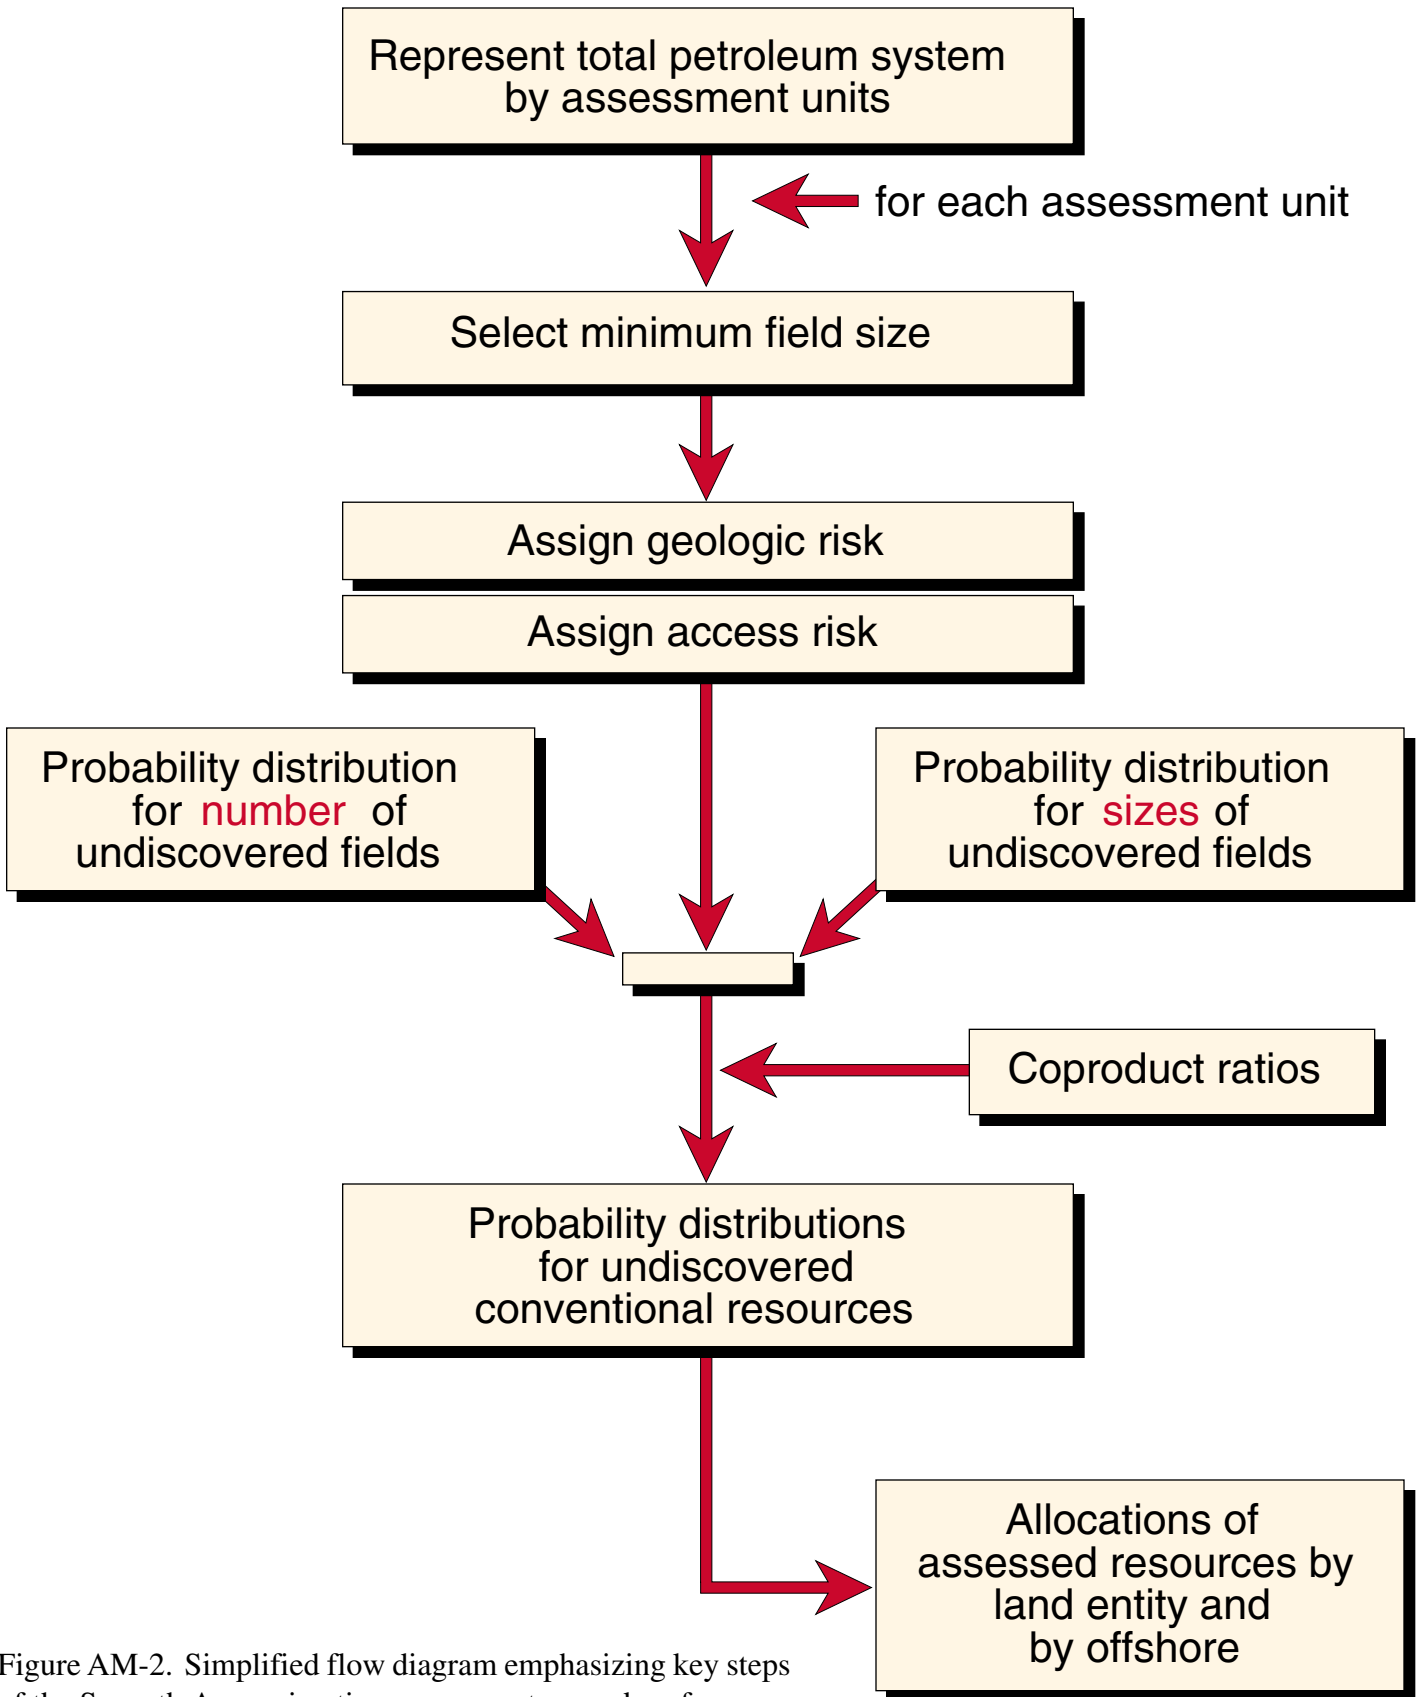 Represent total petroleum system
by assessment units
for each assessment unit
Select minimum field size
Assign geologic risk
Assign access risk
Probability distribution
for number of
undiscovered fields
Probability distribution
for sizes of
undiscovered fields
Coproduct ratios
Probability distributions
for undiscovered
conventional resources
Allocations of
assessed resources by
land entity and
by offshore
Figure AM-2. Simplified flow diagram emphasizing key steps